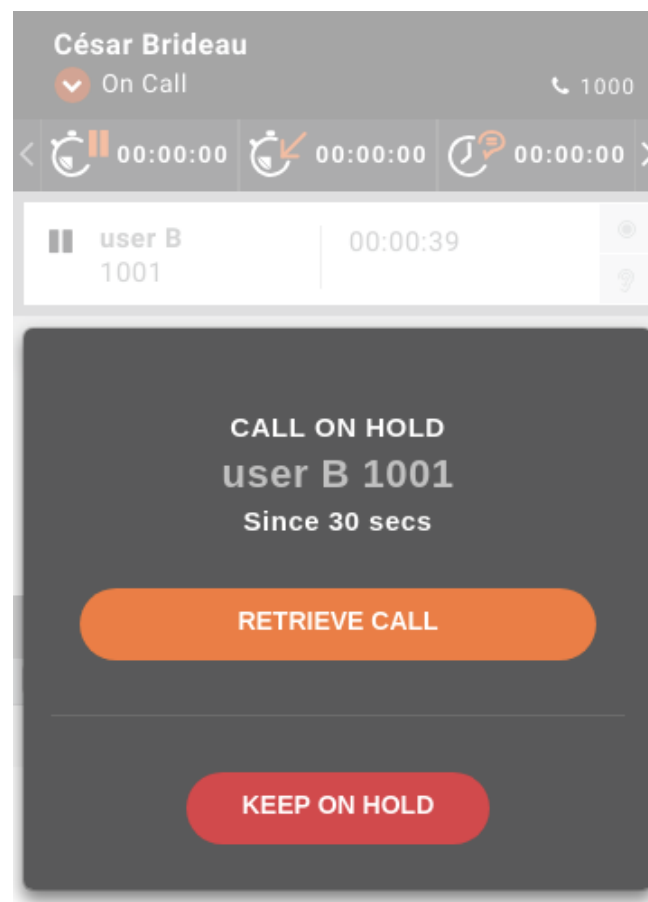 César Brideau
On Call
1000
00:00:00 00:00:00 00:00:00
user B
00:00:39
1001
CALL ON HOLD
user B 1001
Since 30 secs
RETRIEVE CALL
KEEP ON HOLD